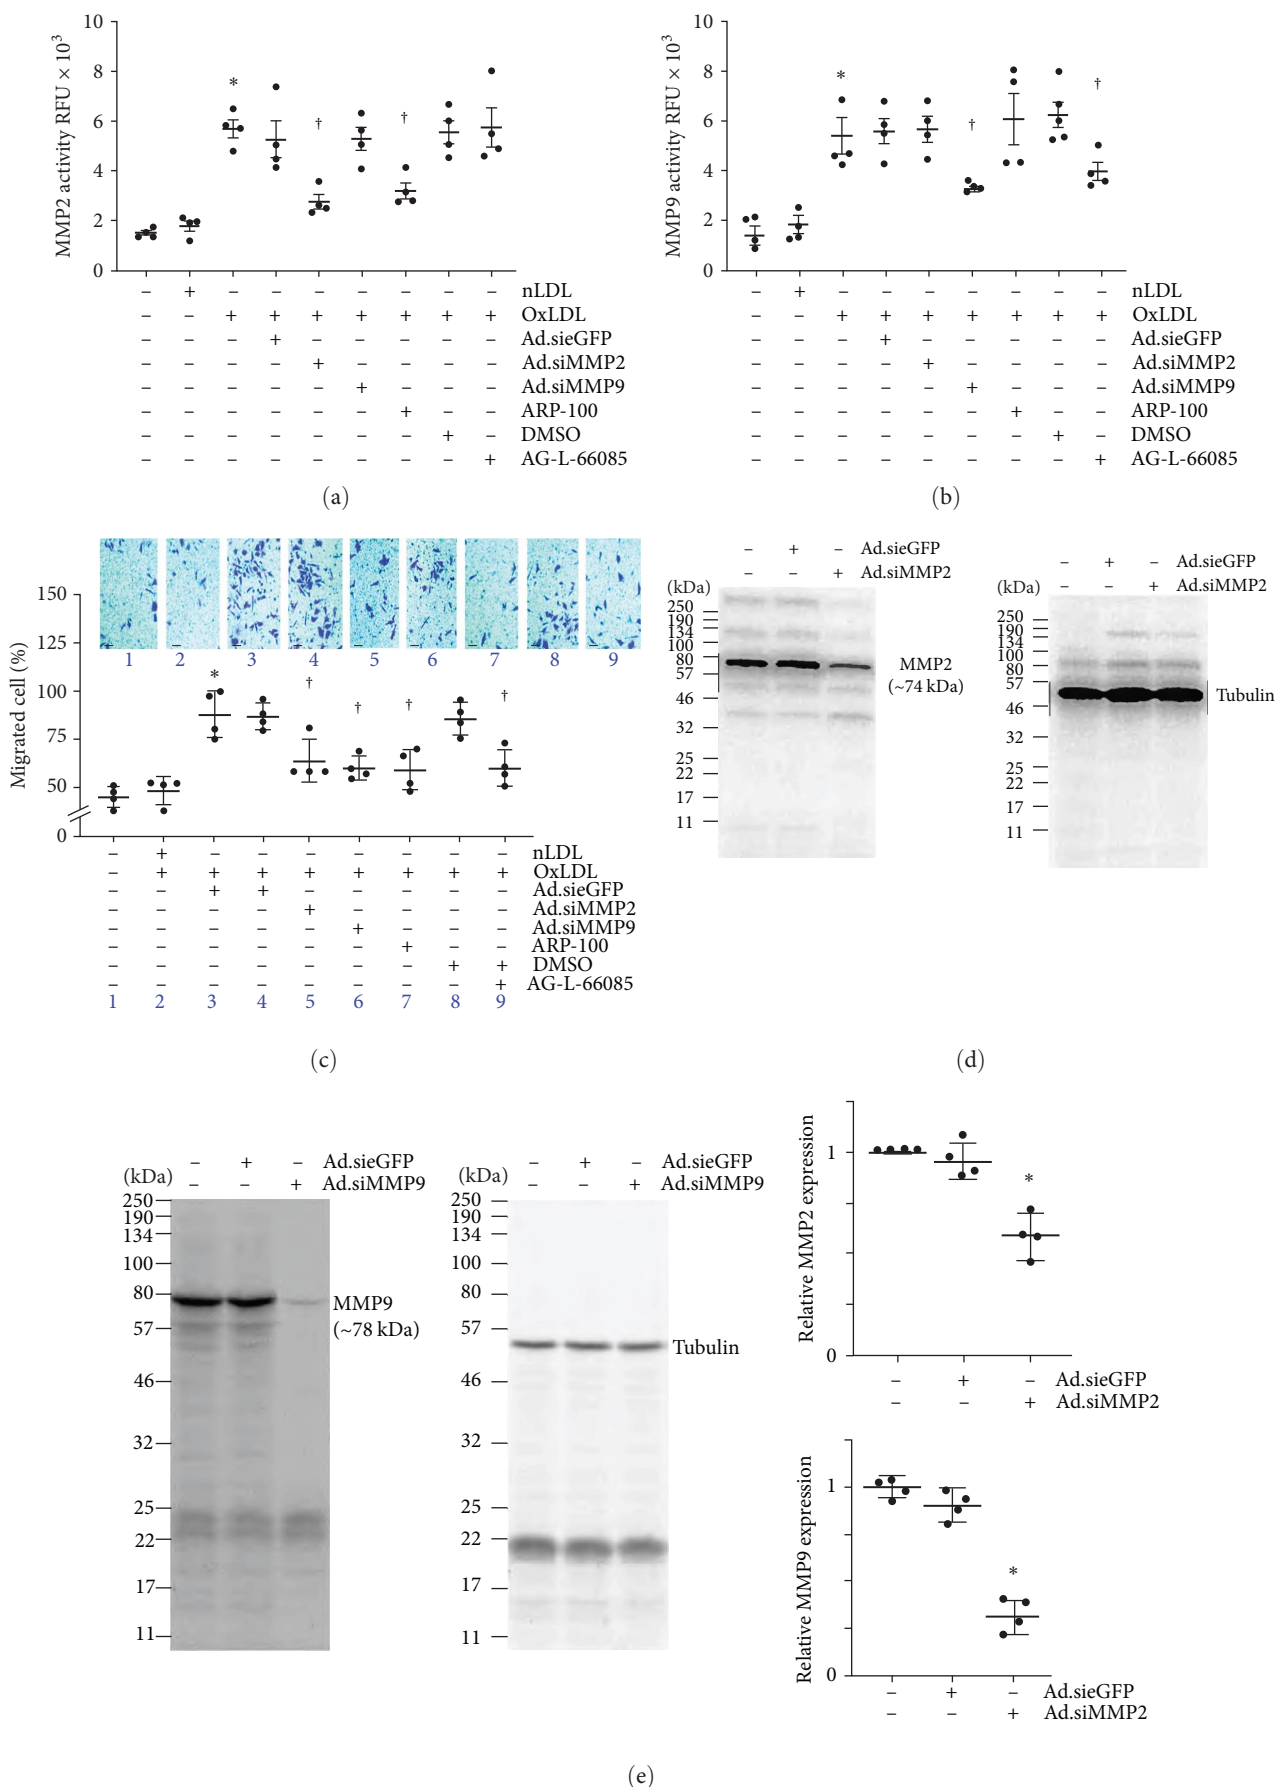 MMP2 activity RFU × 10³
10
8
6
4
2
0
*
†
†
– + – – – – – – – nLDL
– – + + + + + + + OxLDL
– – – + – – – – – Ad.sieGFP
– – – – + – – – – Ad.siMMP2
– – – – – + – – – Ad.siMMP9
– – – – – – + – – ARP-100
– – – – – – – + – DMSO
– – – – – – – – + AG-L-66085
(a)
MMP9 activity RFU × 10³
10
8
6
4
2
0
*
†
†
– + – – – – – – – nLDL
– – + + + + + + + OxLDL
– – – + – – – – – Ad.sieGFP
– – – – + – – – – Ad.siMMP2
– – – – – + – – – Ad.siMMP9
– – – – – – + – – ARP-100
– – – – – – – + – DMSO
– – – – – – – – + AG-L-66085
(b)
Migrated cell (%)
150
125
100
75
50
0
1 2 3 4 5 6 7 8 9
*
†
†
†
†
– + – – – – – – – nLDL
– + + + + + + + + OxLDL
– – + + – – – – – Ad.sieGFP
– – – – + – – – – Ad.siMMP2
– – – – – + – – – Ad.siMMP9
– – – – – – + – – ARP-100
– – – – – – – + + DMSO
– – – – – – – – + AG-L-66085
1 2 3 4 5 6 7 8 9
(c)
– + – Ad.sieGFP
– – + Ad.siMMP2
(kDa)
250
190
134
100
80
57
46
32
25
22
17
11
MMP2
(~74 kDa)
– + – Ad.sieGFP
– – + Ad.siMMP2
(kDa)
250
190
134
100
80
57
46
32
25
22
17
11
Tubulin
(d)
– + – Ad.sieGFP
– – + Ad.siMMP9
(kDa)
250
190
134
100
80
57
46
32
25
22
17
11
MMP9
(~78 kDa)
– + – Ad.sieGFP
– – + Ad.siMMP9
(kDa)
250
190
134
100
80
57
46
32
25
22
17
11
Tubulin
Relative MMP2 expression
1
0
*
– + – Ad.sieGFP
– – + Ad.siMMP2
Relative MMP9 expression
1
0
*
– + – Ad.sieGFP
– – + Ad.siMMP2
(e)